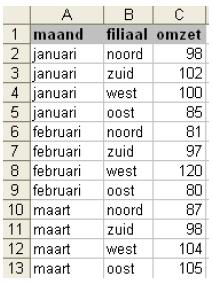 A B C
1 maand filiaal omzet
2 januari noord 98
3 januari zuid 102
4 januari west 100
5 januari oost 85
6 februari noord 81
7 februari zuid 97
8 februari west 120
9 februari oost 80
10 maart noord 87
11 maart zuid 98
12 maart west 104
13 maart oost 105